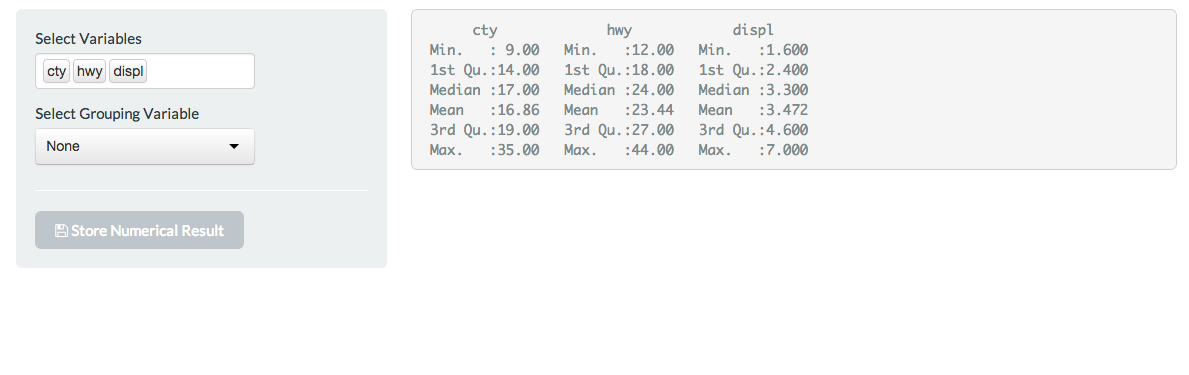 Select Variables
cty hwy displ
Select Grouping Variable
None
Store Numerical Result
     cty             hwy            displ
Min.   : 9.00   Min.   :12.00   Min.   :1.600
1st Qu.:14.00   1st Qu.:18.00   1st Qu.:2.400
Median :17.00   Median :24.00   Median :3.300
Mean   :16.86   Mean   :23.44   Mean   :3.472
3rd Qu.:19.00   3rd Qu.:27.00   3rd Qu.:4.600
Max.   :35.00   Max.   :44.00   Max.   :7.000